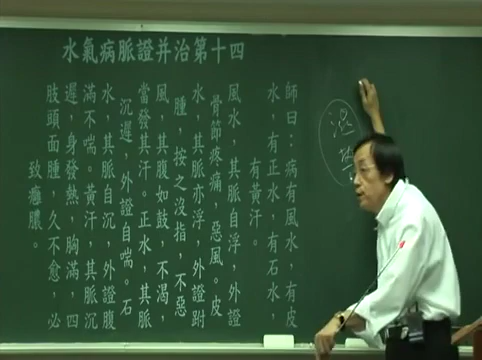 水氣病脈證并治第十四
師曰：病有風水，有皮
水，有正水，有石水，
有黃汗。
風水，其脈自浮，外證
骨節疼痛，惡風。皮
水，其脈亦浮，外證跗
腫，按之沒指，不惡
風，其腹如鼓，不渴，
當發其汗。正水，其脈
沉遲，外證自喘。石
水，其脈自沉，外證腹
滿不喘。黃汗，其脈沉
遲，身發熱，胸滿，四
肢頭面腫，久不愈，必
致癰膿。